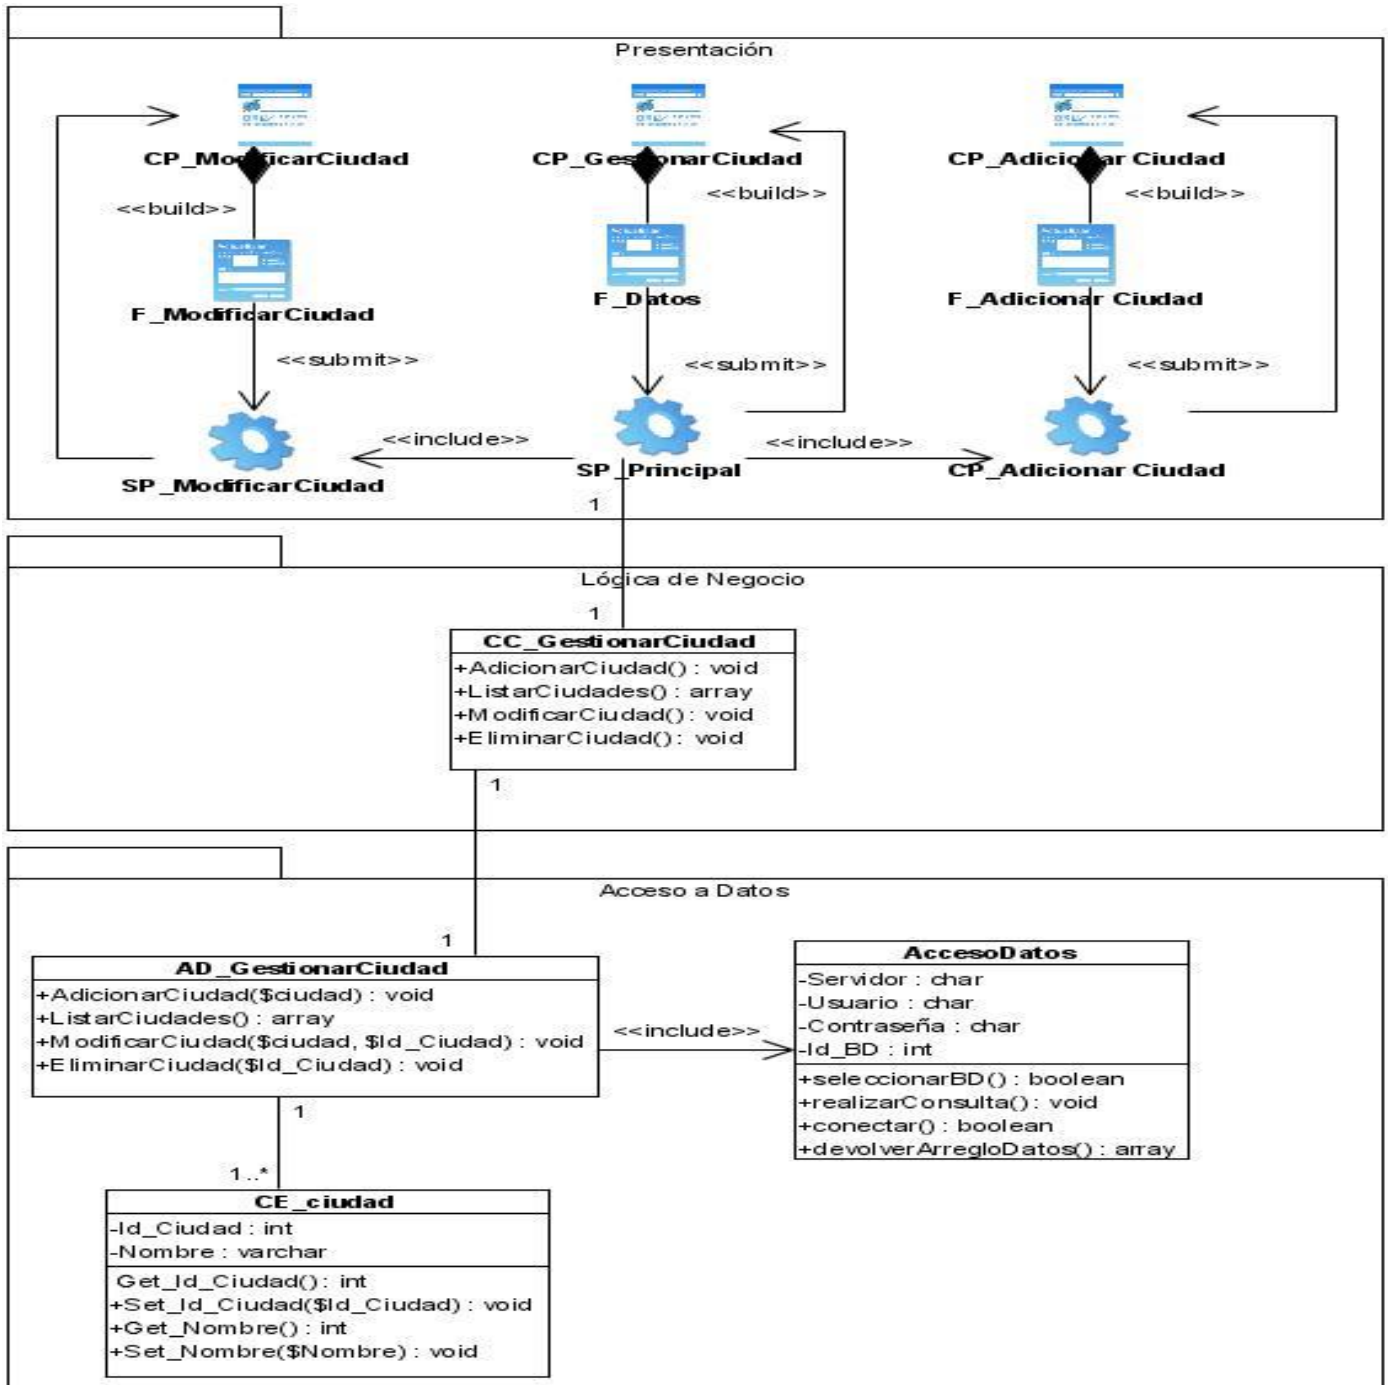 Presentación
CP_ModificarCiudad
CP_GestionarCiudad
CP_Adicionar Ciudad
<<build>>
<<build>>
<<build>>
F_ModificarCiudad
F_Datos
F_Adicionar Ciudad
<<submit>>
<<submit>>
<<submit>>
<<include>>
<<include>>
SP_ModificarCiudad
SP_Principal
CP_Adicionar Ciudad
1
Lógica de Negocio
1
CC_GestionarCiudad
+AdicionarCiudad() : void
+ListarCiudades() : array
+ModificarCiudad() : void
+EliminarCiudad() : void
1
Acceso a Datos
1
AD_GestionarCiudad
+AdicionarCiudad($ciudad) : void
+ListarCiudades() : array
+ModificarCiudad($ciudad, $Id_Ciudad) : void
+EliminarCiudad($Id_Ciudad) : void
<<include>>
AccesoDatos
-Servidor : char
-Usuario : char
-Contraseña : char
-Id_BD : int
+seleccionarBD() : boolean
+realizarConsulta() : void
+conectar() : boolean
+devolverArregloDatos() : array
1
1..*
CE_ciudad
-Id_Ciudad : int
-Nombre : varchar
Get_Id_Ciudad() : int
+Set_Id_Ciudad($Id_Ciudad) : void
+Get_Nombre() : int
+Set_Nombre($Nombre) : void